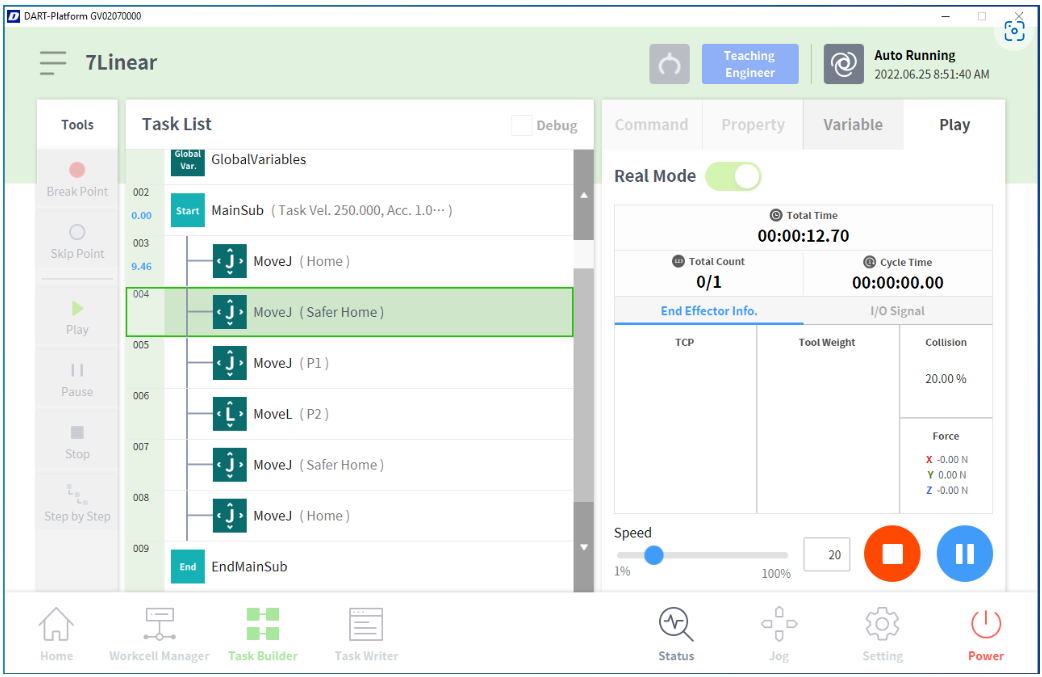 DART-Platform GV02070000
7Linear
Teaching Engineer
Auto Running
2022.06.25 8:51:40 AM
Tools
Break Point
Skip Point
Play
Pause
Stop
Step by Step
Task List
Debug
Global Var.
GlobalVariables
002
0.00
Start
MainSub (Task Vel. 250.000, Acc. 1.0⋯)
003
9.46
J
MoveJ (Home)
004
J
MoveJ (Safer Home)
005
J
MoveJ (P1)
006
L
MoveL (P2)
007
J
MoveJ (Safer Home)
008
J
MoveJ (Home)
009
End
EndMainSub
Command
Property
Variable
Play
Real Mode
Total Time
00:00:12.70
123 Total Count
0/1
Cycle Time
00:00:00.00
End Effector Info.
I/O Signal
TCP
Tool Weight
Collision
20.00 %
Force
X -0.00 N
Y 0.00 N
Z -0.00 N
Speed
1%
100%
20
Home
Workcell Manager
Task Builder
Task Writer
Status
Jog
Setting
Power